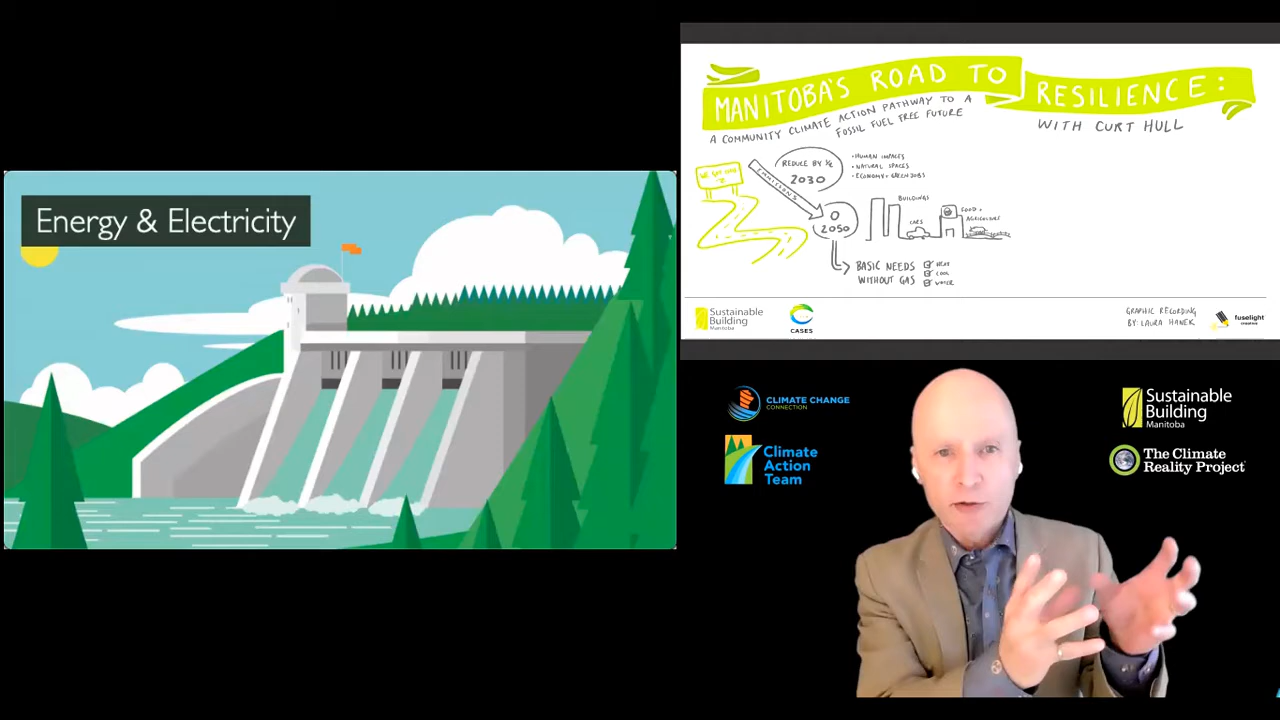 Energy & Electricity
MANITOBA'S ROAD TO RESILIENCE:
A COMMUNITY CLIMATE ACTION PATHWAY TO A
FOSSIL FUEL FREE FUTURE
WITH CURT HULL
REDUCE BY 1/2
2030
• HUMAN IMPACTS
• NATURAL SPACES
• ECONOMY + GREEN JOBS
EMISSIONS
0
2050
BUILDINGS
CARS
FOOD +
AGRICULTURE
BASIC NEEDS
WITHOUT GAS
HEAT
COOL
WATER
Sustainable
Building
Manitoba
CASES
GRAPHIC RECORDING
BY: LAURA HANEK
fuselight
creative
CLIMATE CHANGE
CONNECTION
Climate
Action
Team
Sustainable
Building
Manitoba
The Climate
Reality Project